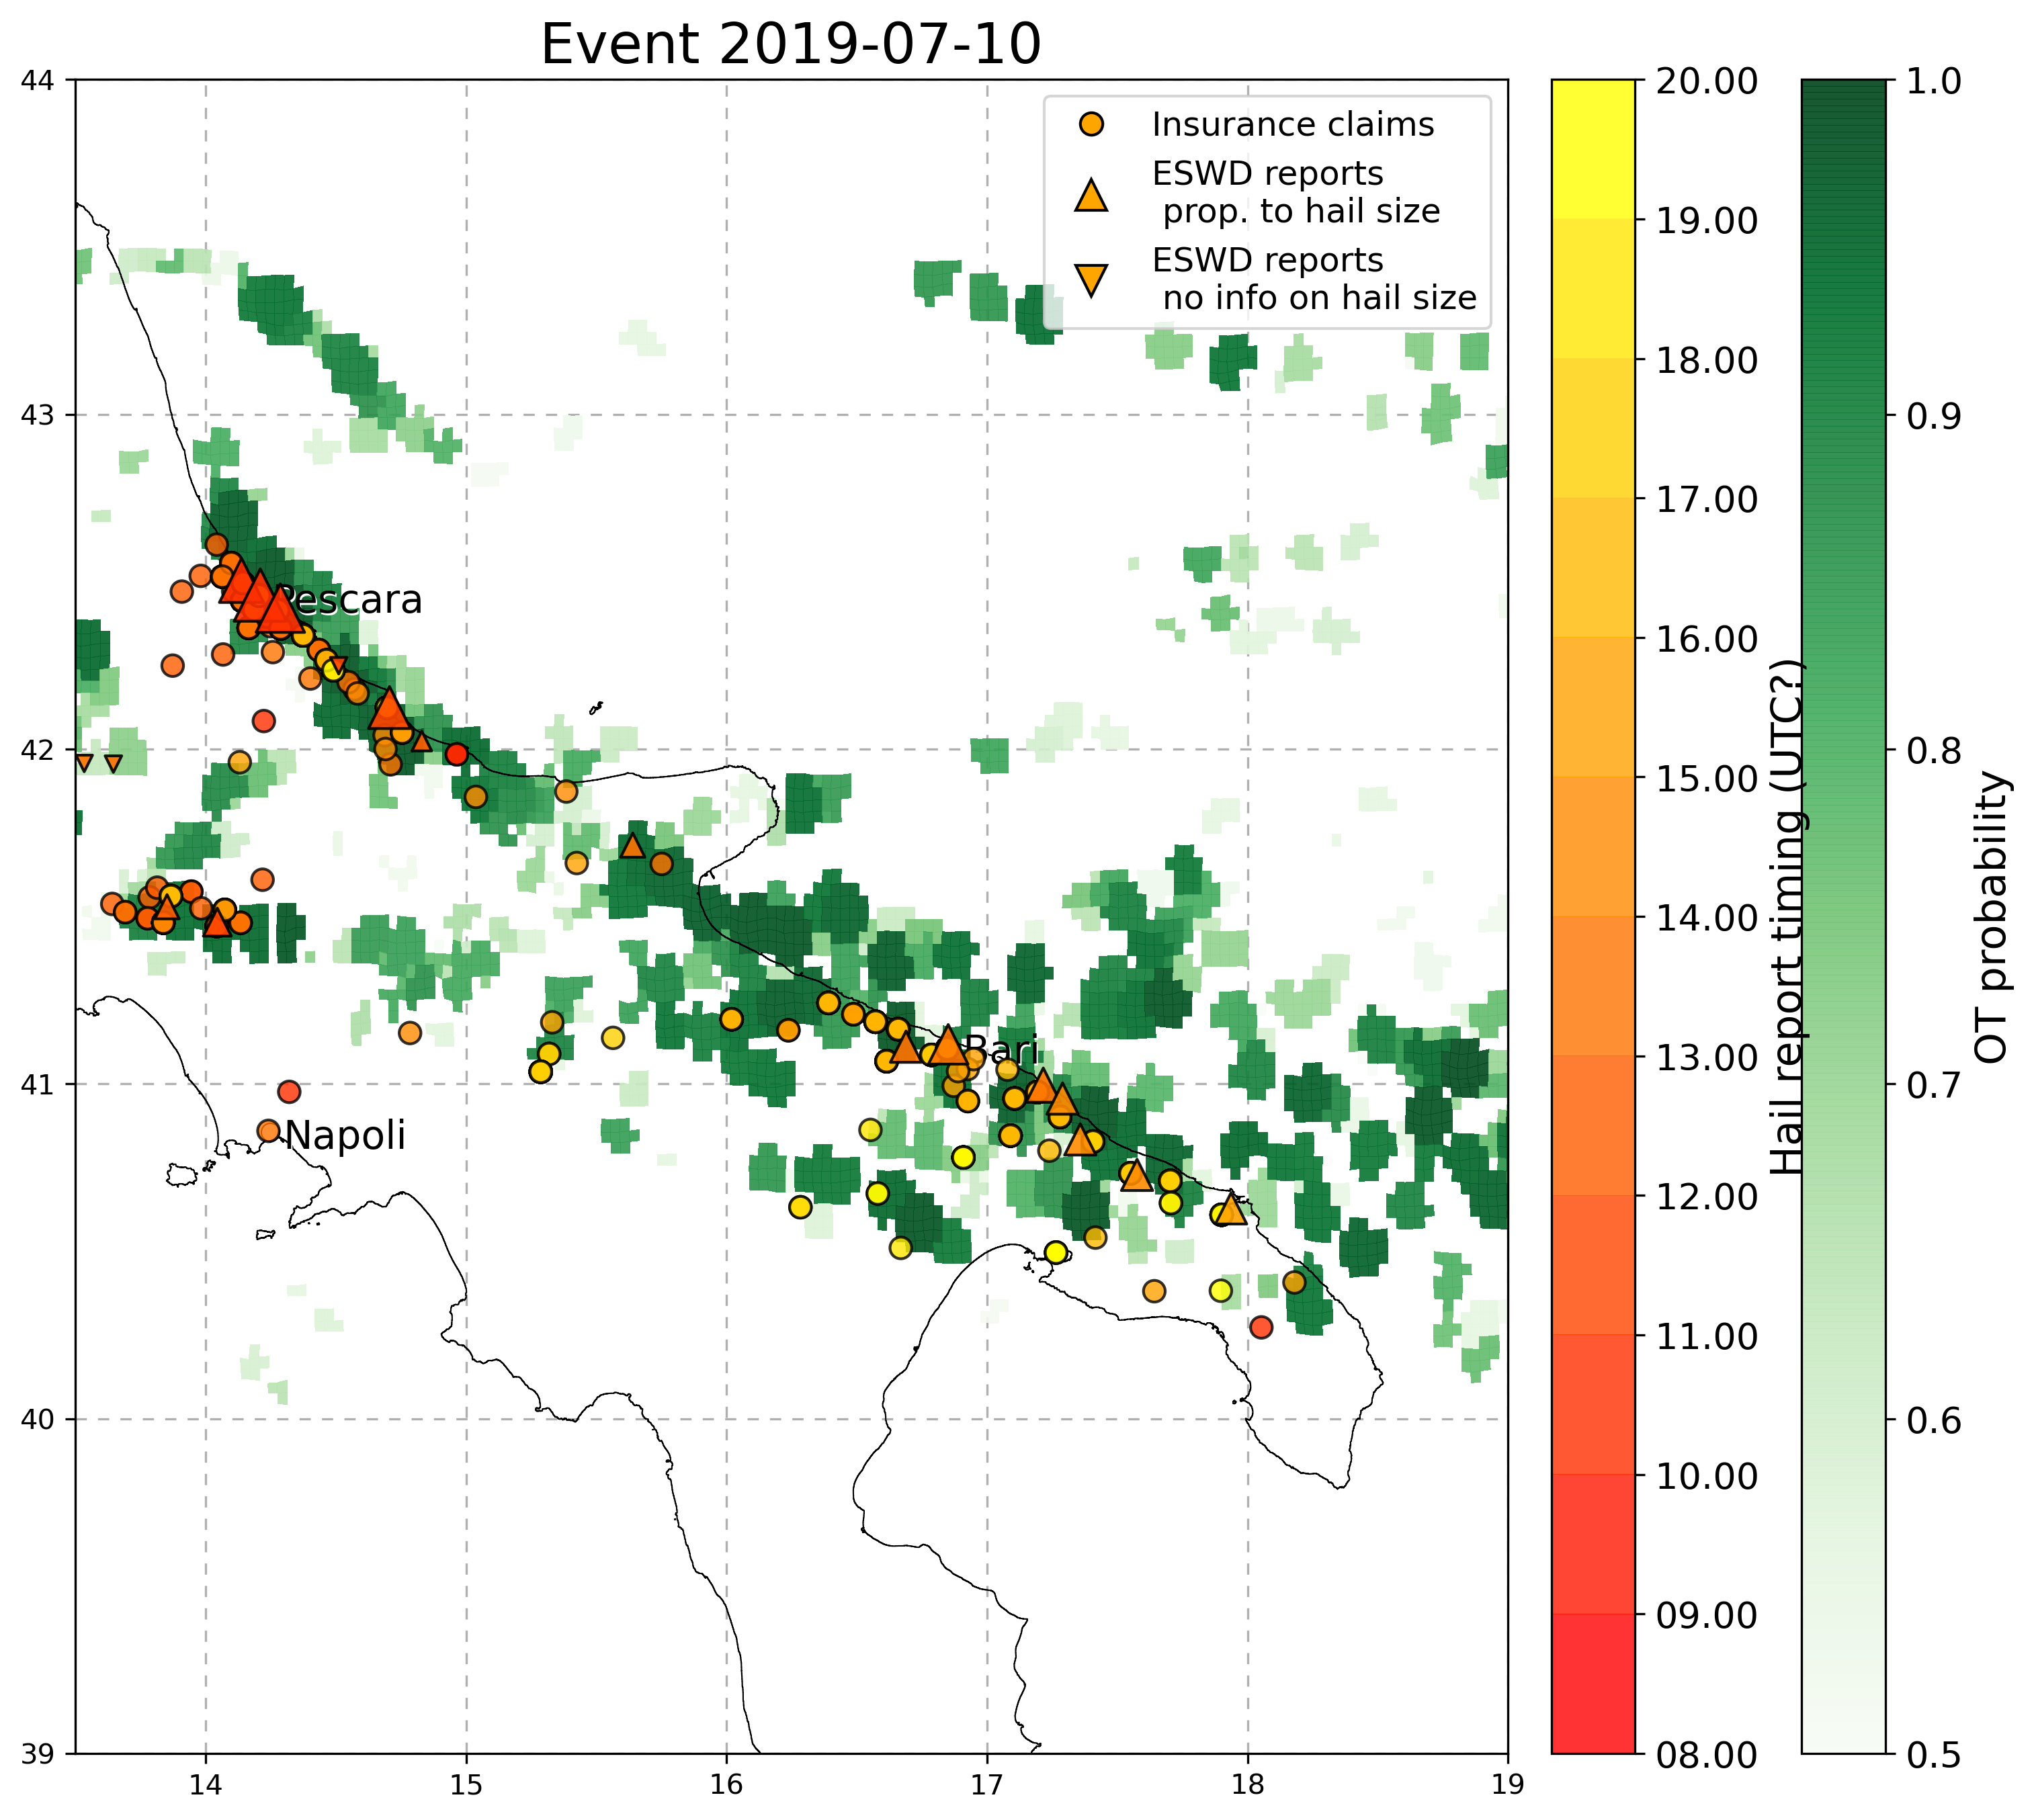 Event 2019-07-10
Insurance claims
ESWD reports
prop. to hail size
ESWD reports
no info on hail size
44
43
42
41
40
39
14
15
16
17
18
19
Pescara
Bari
Napoli
20.00
19.00
18.00
17.00
16.00
15.00
14.00
13.00
12.00
11.00
10.00
09.00
08.00
Hail report timing (UTC?)
1.0
0.9
0.8
0.7
0.6
0.5
OT probability